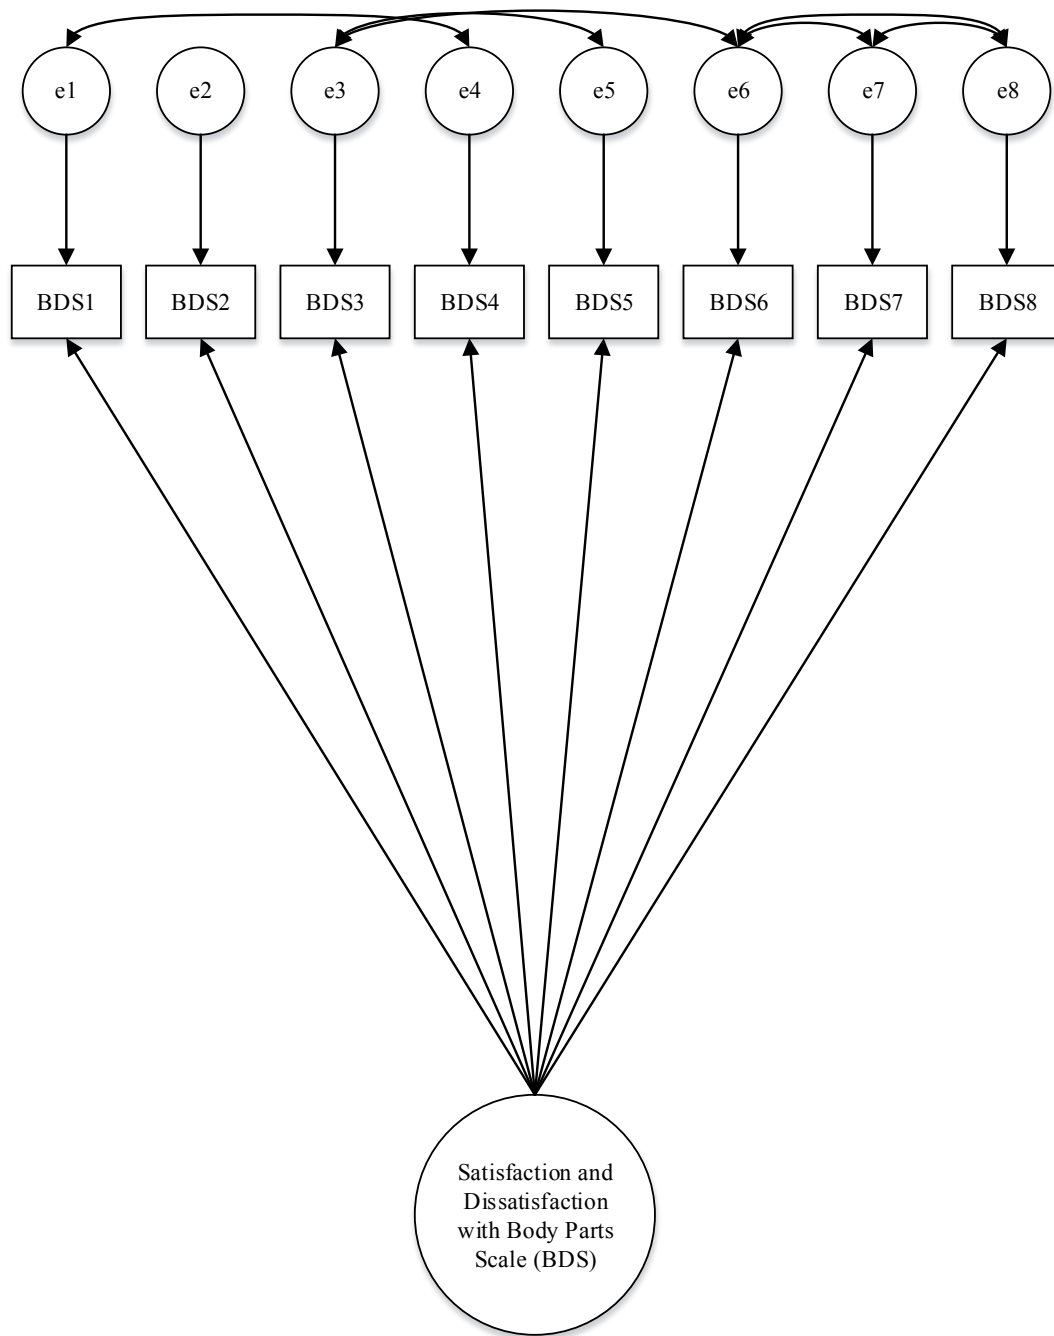 e1
e2
e3
e4
e5
e6
e7
e8
BDS1
BDS2
BDS3
BDS4
BDS5
BDS6
BDS7
BDS8
Satisfaction and
Dissatisfaction
with Body Parts
Scale (BDS)